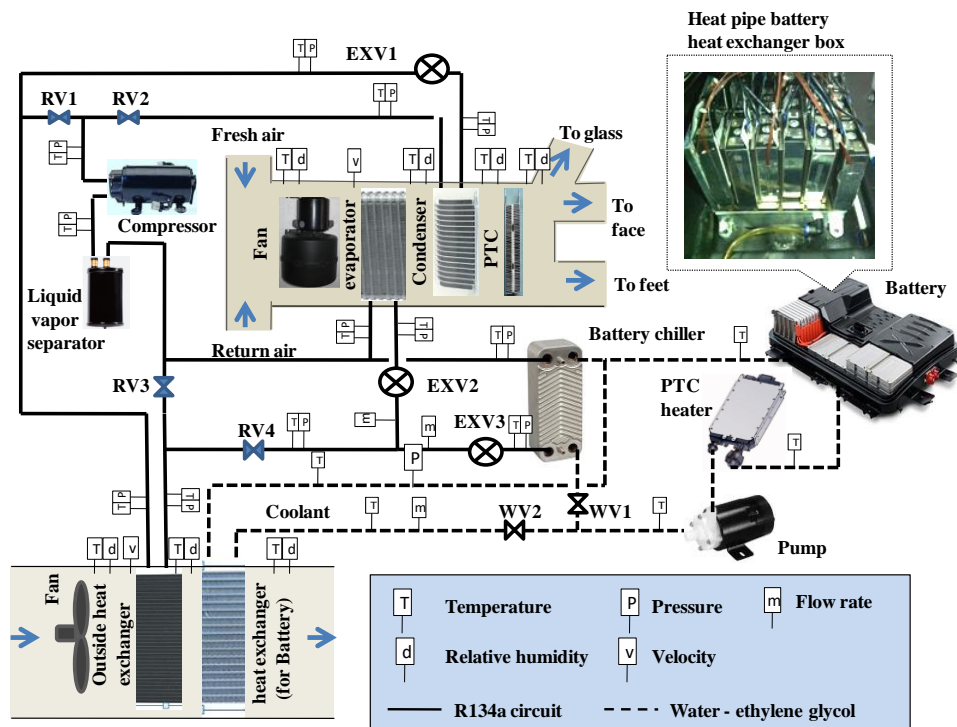 Heat pipe battery
heat exchanger box
T P
EXV1
RV1
RV2
T P
T P
T P
Fresh air
To glass
T d
v
T d
T d
T d
Compressor
T P
Fan
evaporator
Condenser
PTC
To
face
To feet
Liquid
vapor
separator
T P
T P
Return air
T P
Battery chiller
T
Battery
RV3
EXV2
PTC
heater
RV4
T P
m
m
EXV3
T P
T
P
T
T P
T P
Coolant
T
m
WV2
WV1
T
Pump
T d
v
T d
T d
Fan
Outside heat
exchanger
heat exchanger
(for Battery)
T Temperature
P Pressure
m Flow rate
d Relative humidity
v Velocity
R134a circuit
Water - ethylene glycol